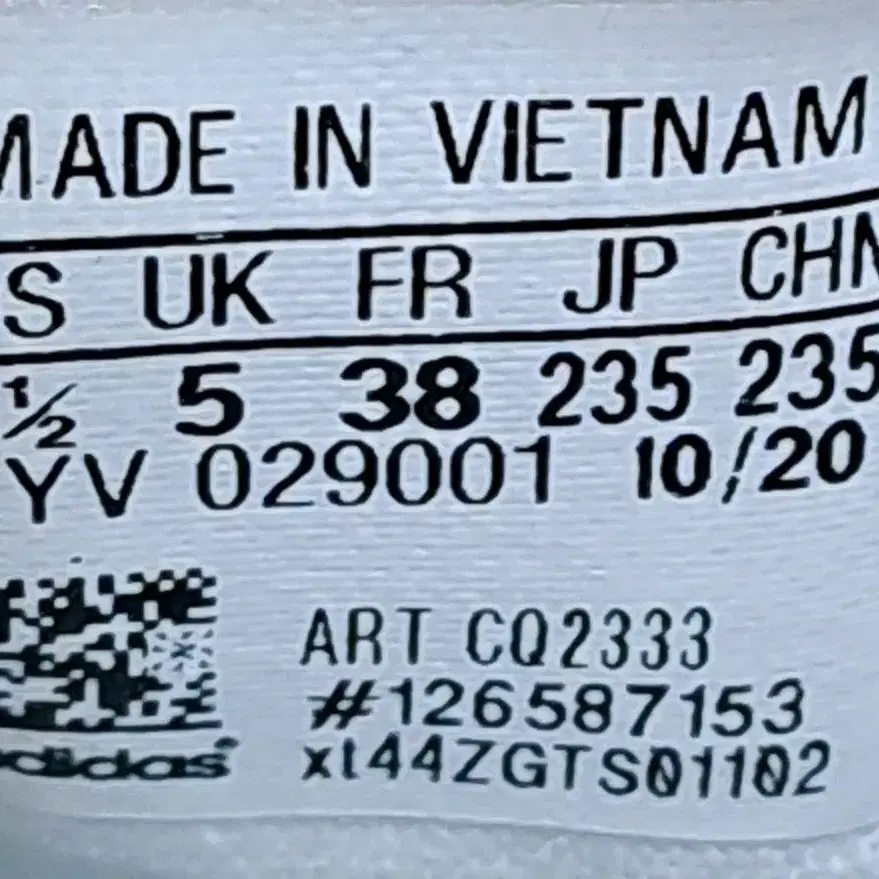 MADE IN VIETNAM
S UK FR JP CHN
½ 5 38 235 235
YV 029001 10/20
ART CQ2333
#126587153
adidas
xt44ZGTS01102